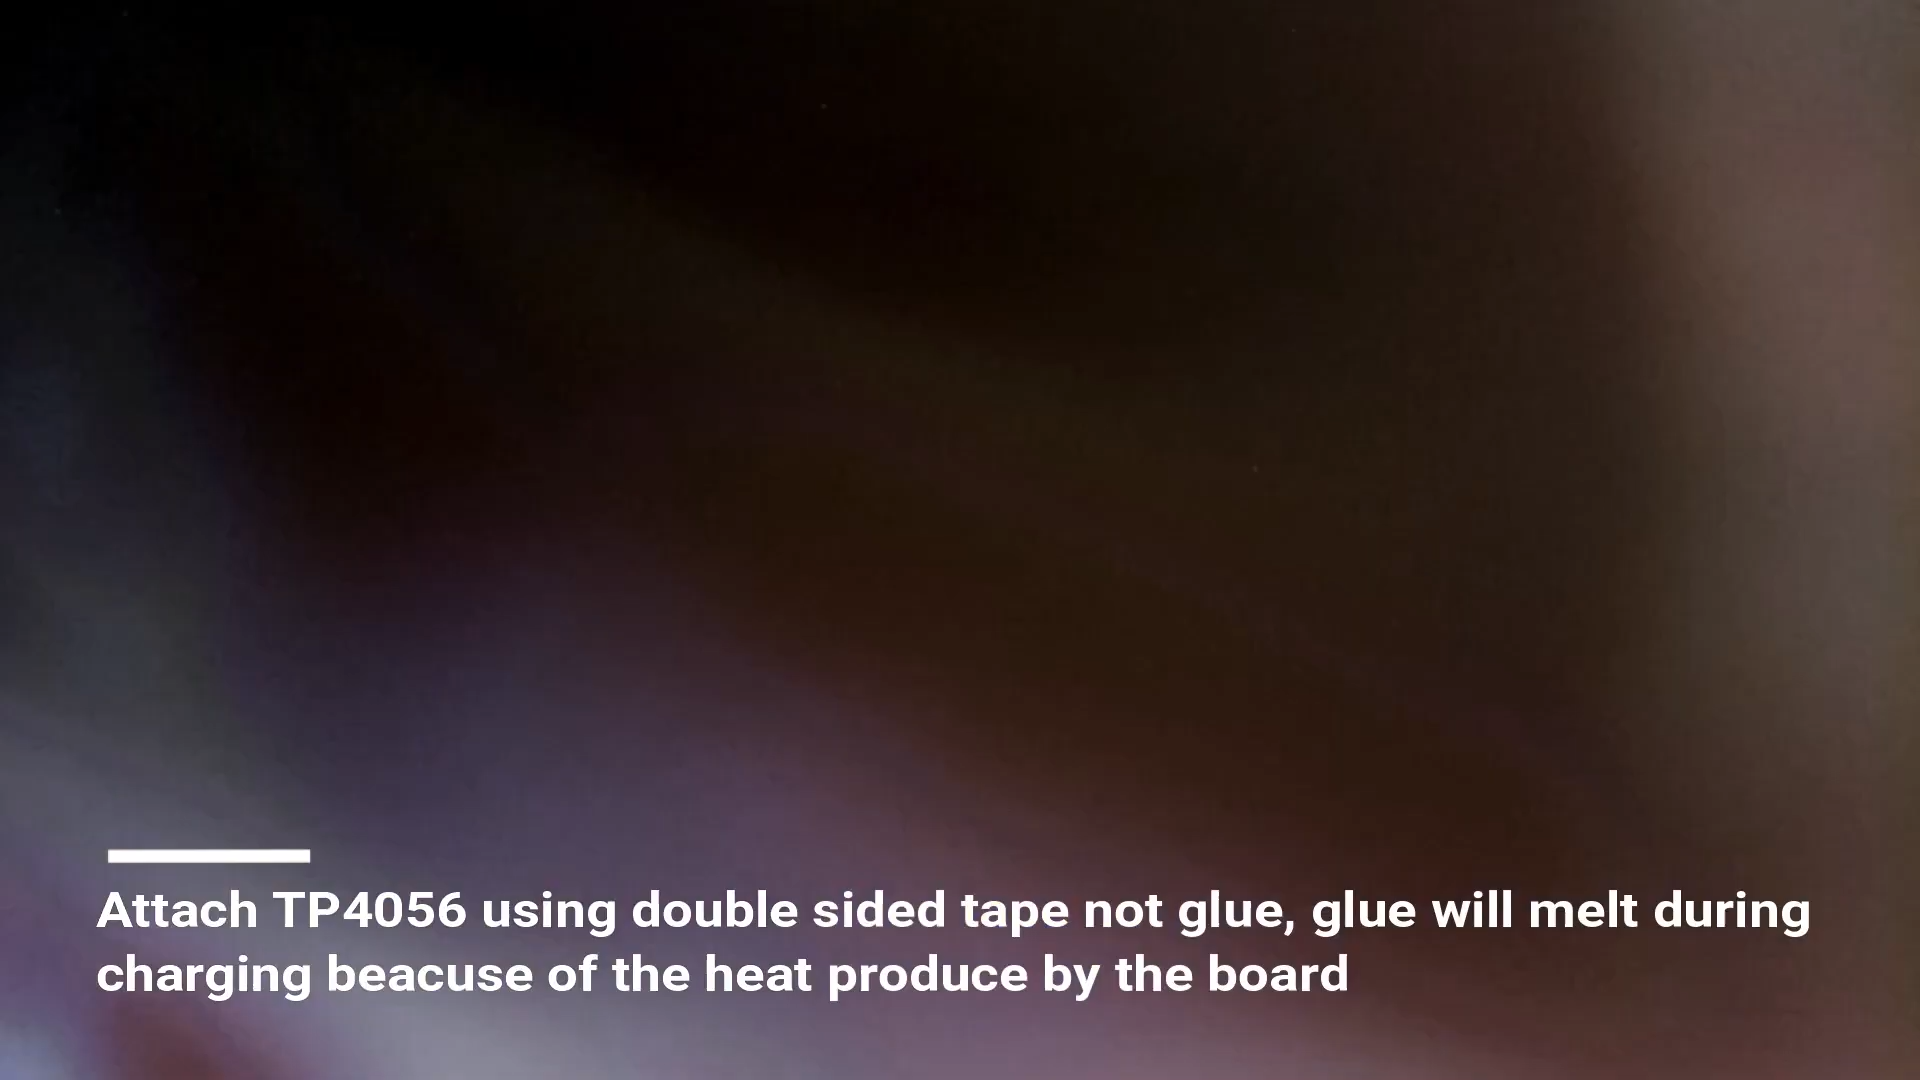 Attach TP4056 using double sided tape not glue, glue will melt during
charging beacuse of the heat produce by the board